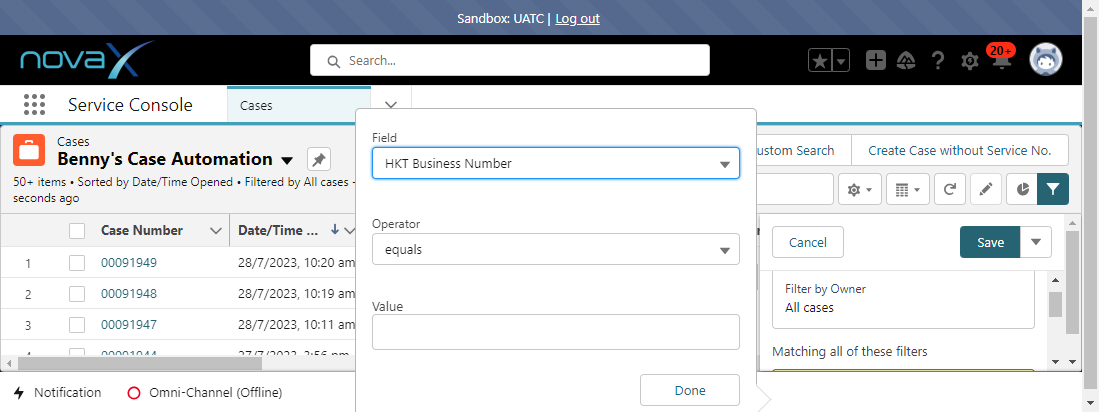 Sandbox: UATC | Log out
novaX
Search...
20+
Service Console
Cases
Cases
Benny's Case Automation
50+ items • Sorted by Date/Time Opened • Filtered by All cases -
seconds ago
ustom Search
Create Case without Service No.
Case Number
Date/Time ...
1
00091949
28/7/2023, 10:20 am
2
00091948
28/7/2023, 10:19 am
3
00091947
28/7/2023, 10:11 am
4
00091944
27/7/2023, 3:56 pm
Field
HKT Business Number
Operator
equals
Value
Done
Cancel
Save
Filter by Owner
All cases
Matching all of these filters
Notification
Omni-Channel (Offline)